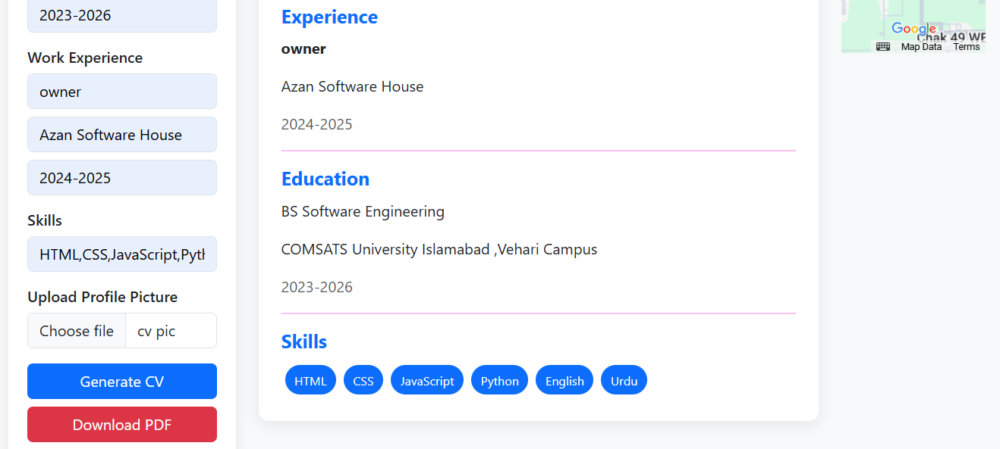 2023-2026
Work Experience
owner
Azan Software House
2024-2025
Skills
HTML,CSS,JavaScript,Pyth
Upload Profile Picture
Choose file cv pic
Generate CV
Download PDF
Experience
owner
Azan Software House
2024-2025
Education
BS Software Engineering
COMSATS University Islamabad ,Vehari Campus
2023-2026
Skills
HTML CSS JavaScript Python English Urdu
Google
Chak 49 WB
Map Data Terms